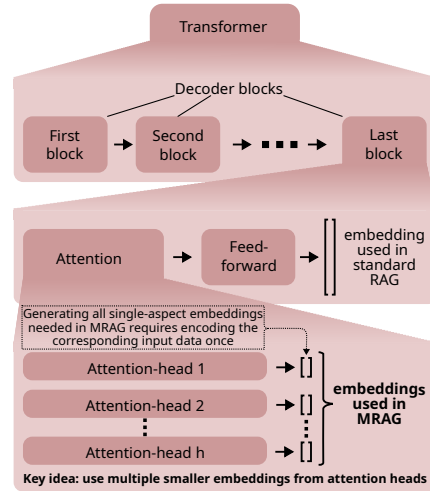 Transformer
Decoder blocks
First
block
Second
block
Last
block
Attention
Feed-
forward
embedding
used in
standard
RAG
Generating all single-aspect embeddings
needed in MRAG requires encoding the
corresponding input data once
Attention-head 1
Attention-head 2
Attention-head h
embeddings
used in
MRAG
Key idea: use multiple smaller embeddings from attention heads